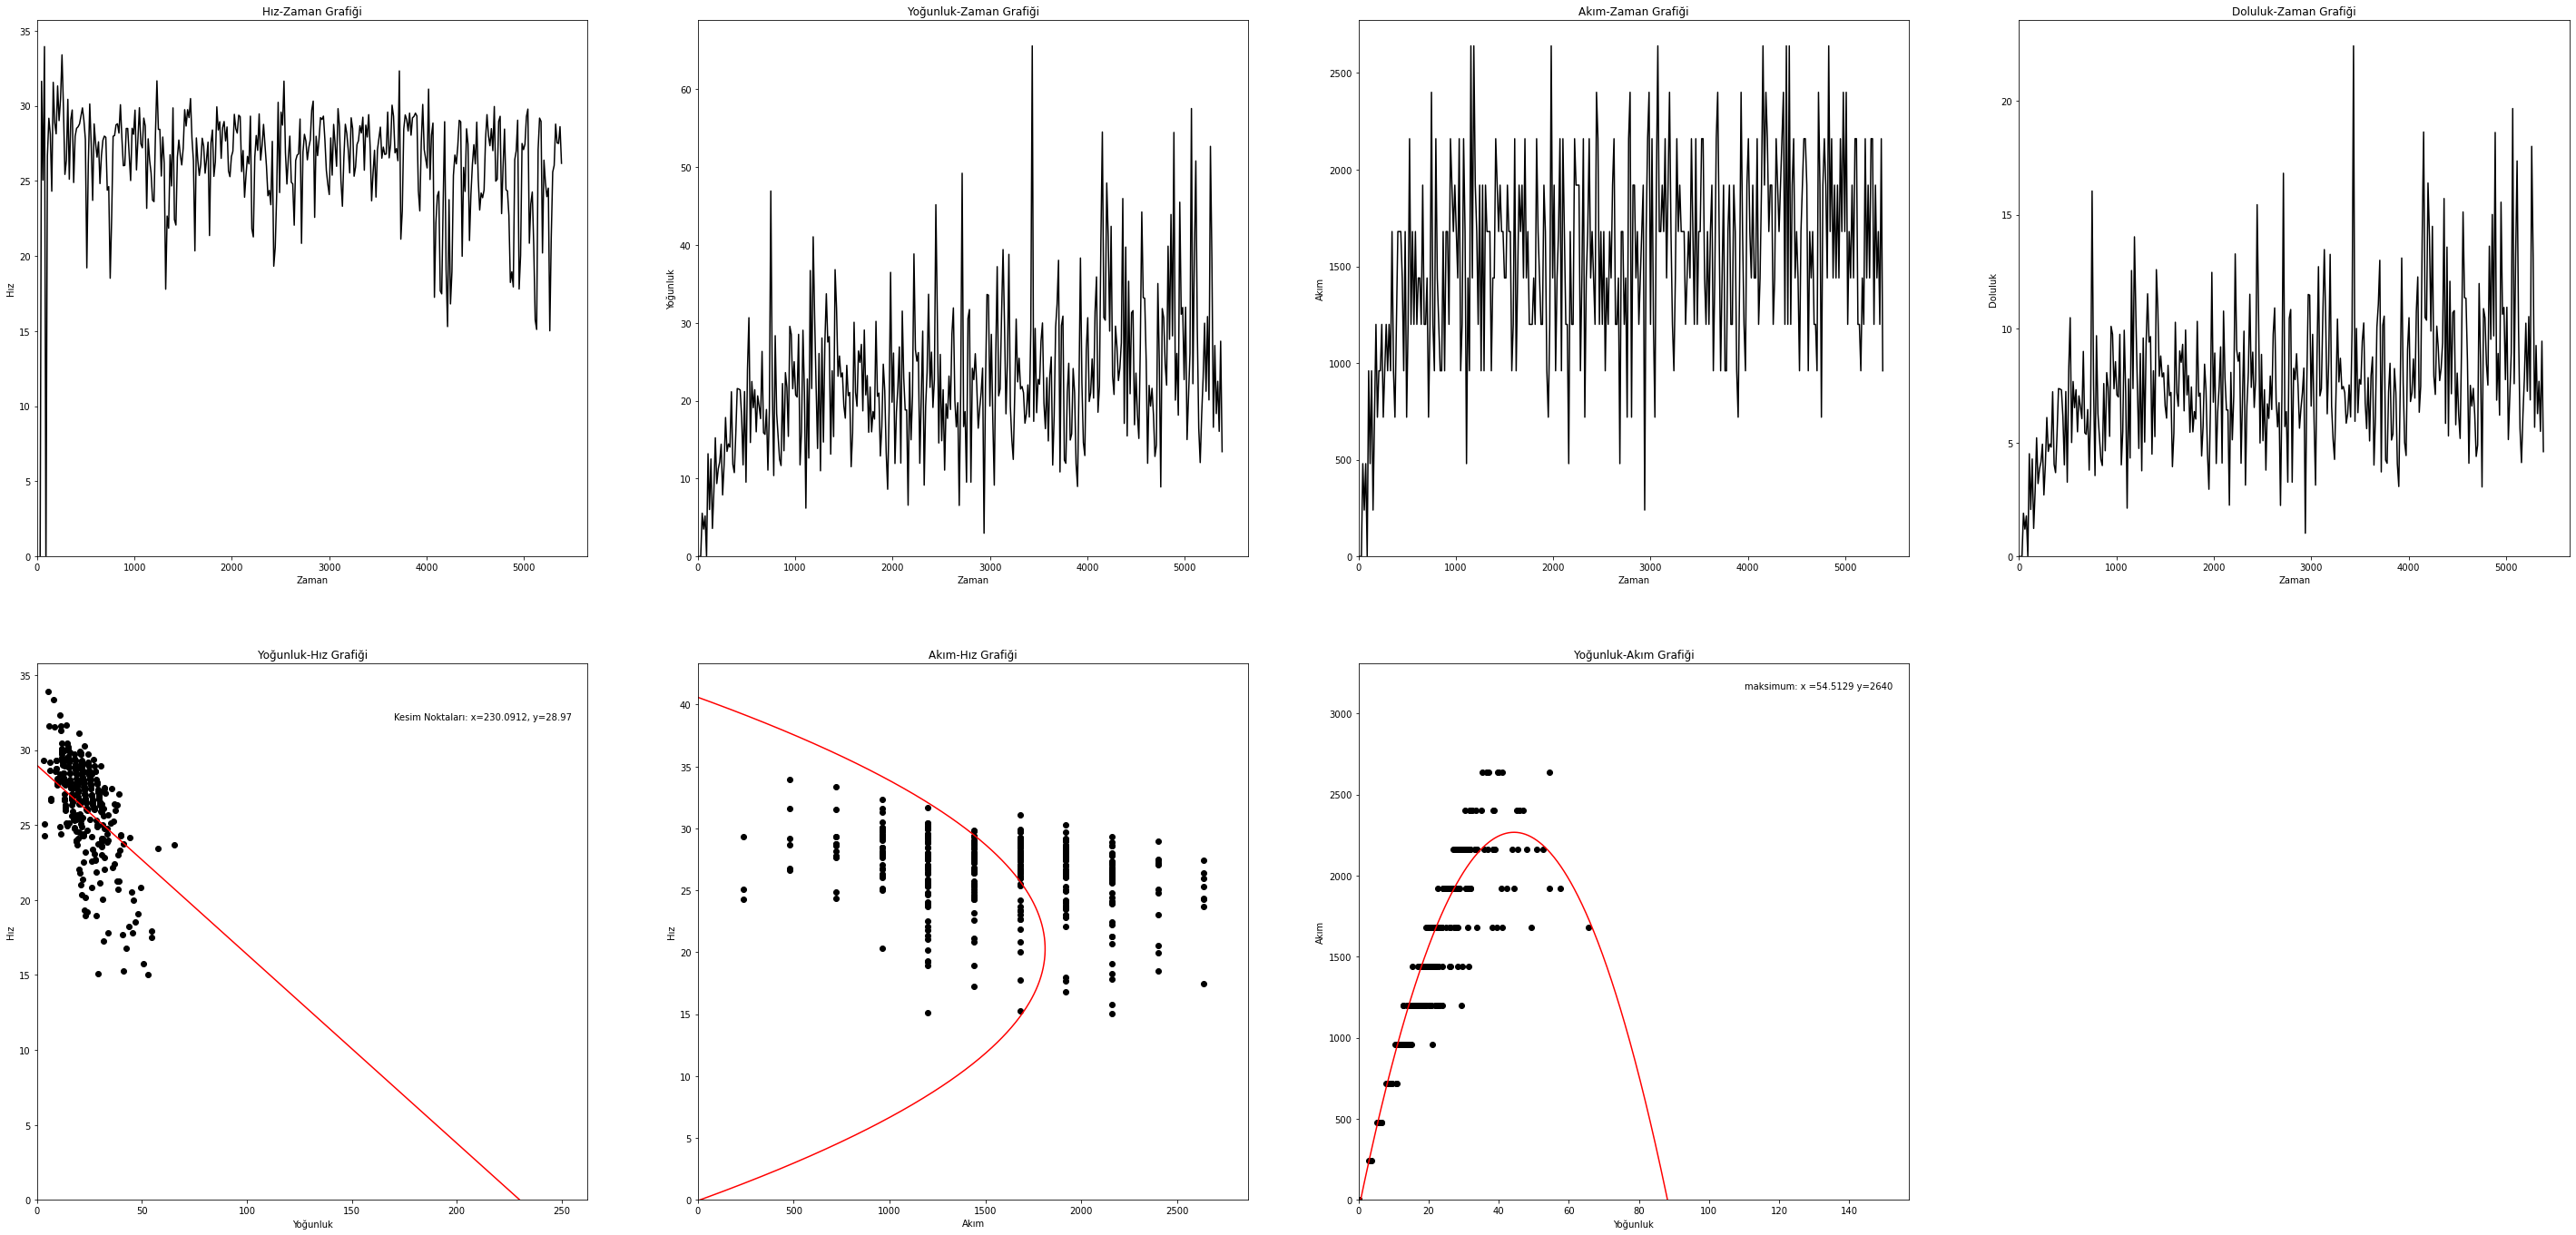 Hız-Zaman Grafiği
35
30
25
20
15
10
5
0
Hız
0 1000 2000 3000 4000 5000
Zaman
Yoğunluk-Zaman Grafiği
60
50
40
30
20
10
0
Yoğunluk
0 1000 2000 3000 4000 5000
Zaman
Akım-Zaman Grafiği
2500
2000
1500
1000
500
0
Akım
0 1000 2000 3000 4000 5000
Zaman
Doluluk-Zaman Grafiği
20
15
10
5
0
Doluluk
0 1000 2000 3000 4000 5000
Zaman
Yoğunluk-Hız Grafiği
Kesim Noktaları: x=230.0912, y=28.97
35
30
25
20
15
10
5
0
Hız
0 50 100 150 200 250
Yoğunluk
Akım-Hız Grafiği
40
35
30
25
20
15
10
5
0
Hız
0 500 1000 1500 2000 2500
Akım
Yoğunluk-Akım Grafiği
maksimum: x =54.5129 y=2640
3000
2500
2000
1500
1000
500
0
Akım
0 20 40 60 80 100 120 140
Yoğunluk